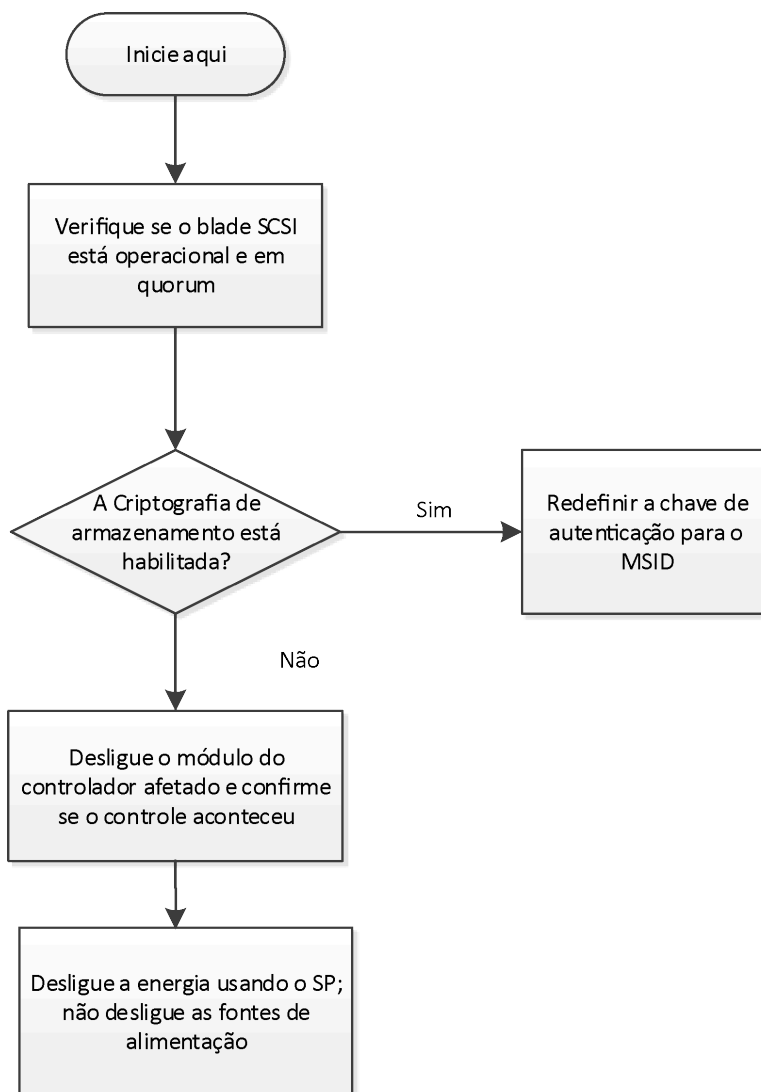 Inicie aqui
Verifique se o blade SCSI
está operacional e em
quorum
A Criptografia de
armazenamento está
habilitada?
Sim
Redefinir a chave de
autenticação para o
MSID
Não
Desligue o módulo do
controlador afetado e confirme
se o controle aconteceu
Desligue a energia usando o SP;
não desligue as fontes de
alimentação